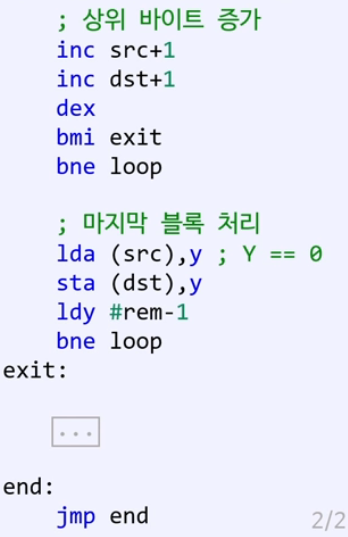 ; 상위 바이트 증가
inc src+1
inc dst+1
dex
bmi exit
bne loop
; 마지막 블록 처리
lda (src),y ; Y == 0
sta (dst),y
ldy #rem-1
bne loop
exit:
...
end:
jmp end
2/2